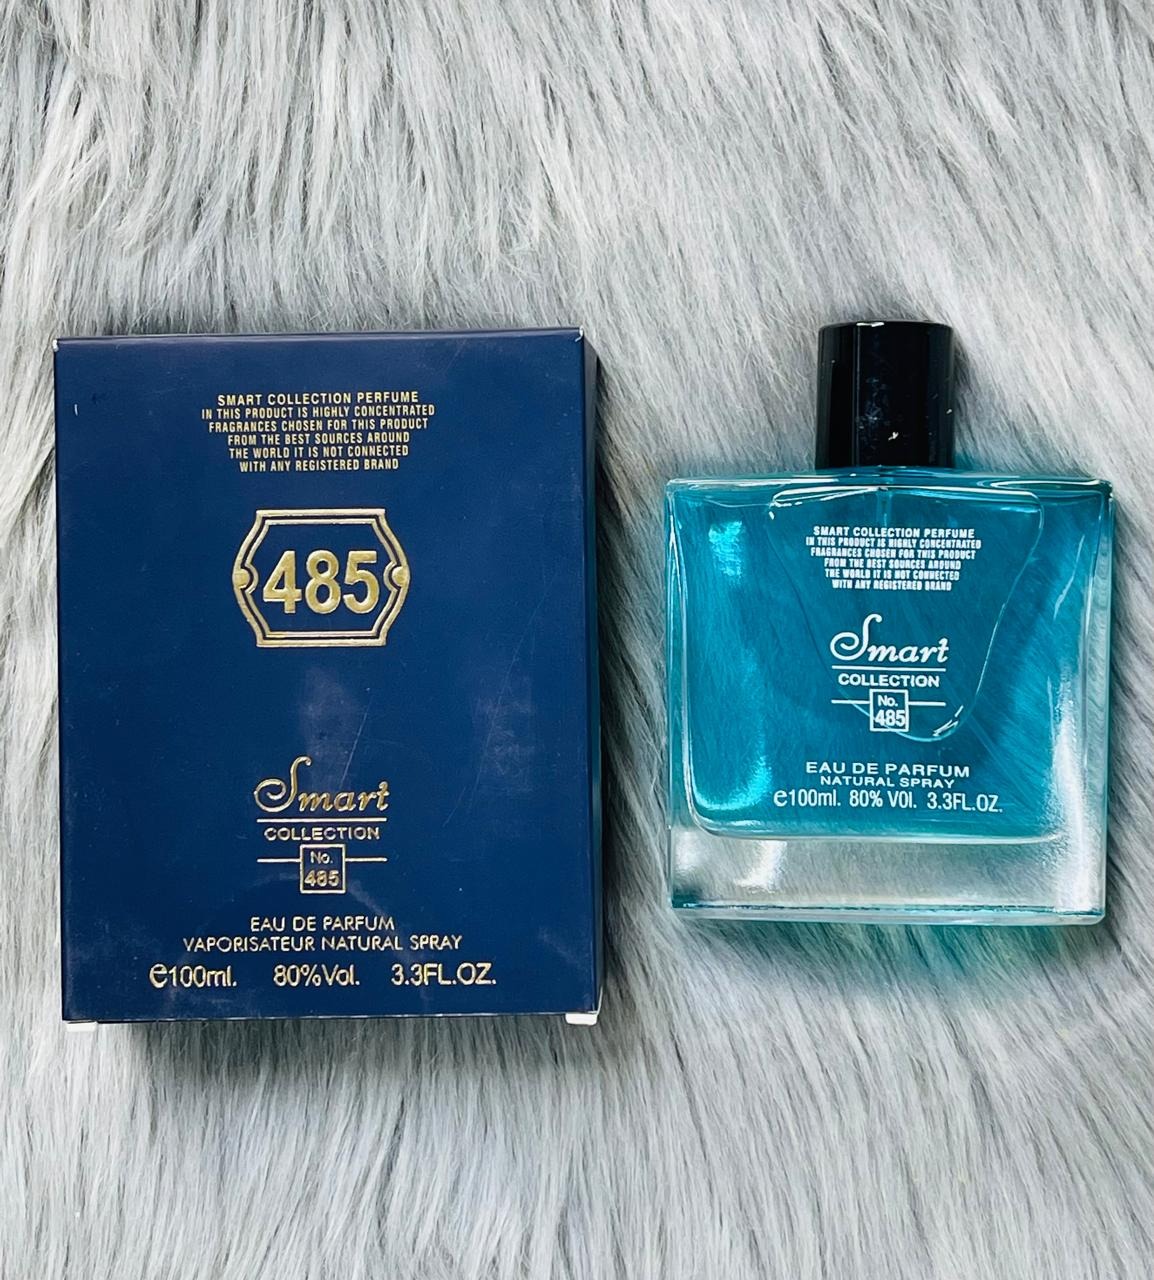 SMART COLLECTION PERFUME
IN THIS PRODUCT IS HIGHLY CONCENTRATED
FRAGRANCES CHOSEN FOR THIS PRODUCT
FROM THE BEST SOURCES AROUND
THE WORLD IT IS NOT CONNECTED
WITH ANY REGISTERED BRAND
485
Smart
COLLECTION
No.
485
EAU DE PARFUM
VAPORISATEUR NATURAL SPRAY
e100ml. 80%Vol. 3.3FL.OZ.
SMART COLLECTION PERFUME
IN THIS PRODUCT IS HIGHLY CONCENTRATED
FRAGRANCES CHOSEN FOR THIS PRODUCT
FROM THE BEST SOURCES AROUND
THE WORLD IT IS NOT CONNECTED
WITH ANY REGISTERED BRAND
Smart
COLLECTION
No.
485
EAU DE PARFUM
NATURAL SPRAY
e100ml. 80% VOl. 3.3FL.OZ.